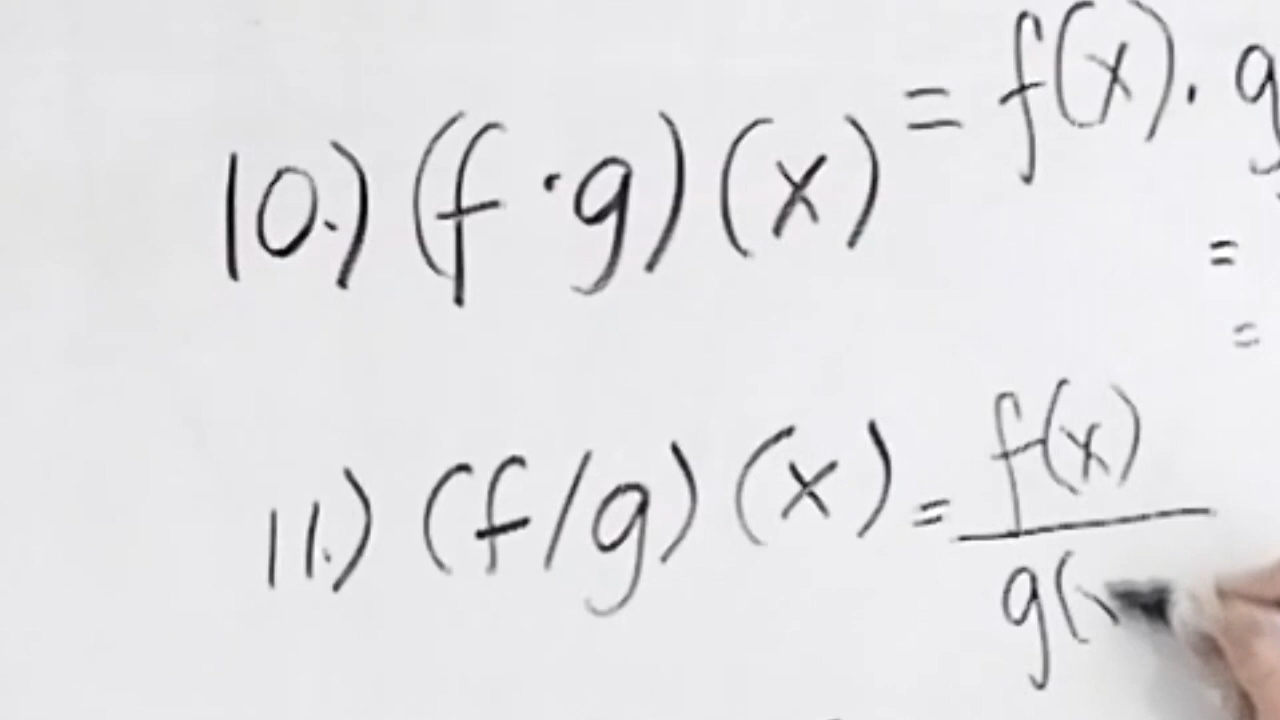 10.) (f·g)(x) = f(x). g
=
=
11.) (f/g)(x) = f(x)
g(